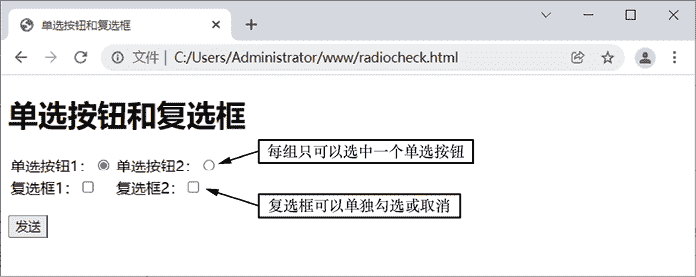 单选按钮和复选框
文件 | C:/Users/Administrator/www/radiocheck.html
单选按钮和复选框
单选按钮1： 单选按钮2：
每组只可以选中一个单选按钮
复选框1： 复选框2：
复选框可以单独勾选或取消
发送